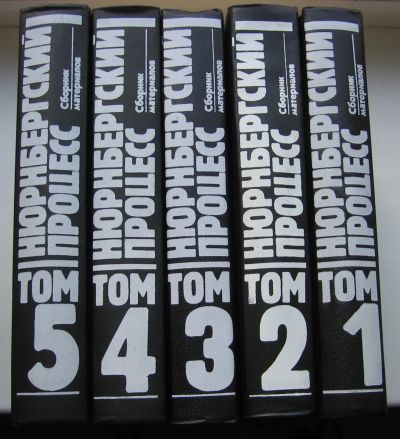 НЮРНБЕРГСКИЙ
ПРОЦЕСС
Сборник
материалов
ТОМ
5
НЮРНБЕРГСКИЙ
ПРОЦЕСС
Сборник
материалов
ТОМ
4
НЮРНБЕРГСКИЙ
ПРОЦЕСС
Сборник
материалов
ТОМ
3
НЮРНБЕРГСКИЙ
ПРОЦЕСС
Сборник
материалов
ТОМ
2
НЮРНБЕРГСКИЙ
ПРОЦЕСС
Сборник
материалов
ТОМ
1